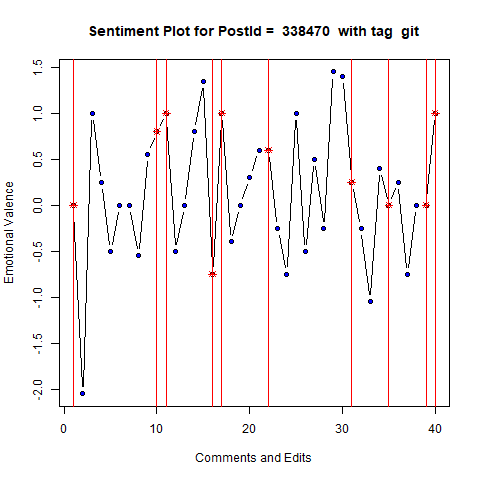 Sentiment Plot for PostId =  338470  with tag  git
Emotional Valence
1.5
1.0
0.5
0.0
-0.5
-1.0
-1.5
-2.0
0 10 20 30 40
Comments and Edits